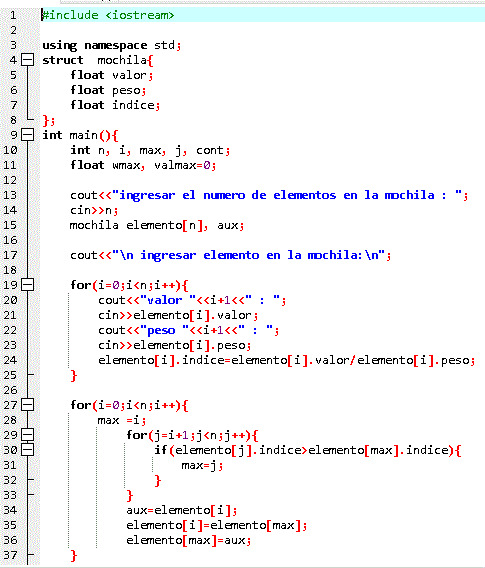 1 #include <iostream>
2
3 using namespace std;
4 struct  mochila{
5     float valor;
6     float peso;
7     float indice;
8 };
9 int main(){
10     int n, i, max, j, cont;
11     float wmax, valmax=0;
12
13     cout<<"ingresar el numero de elementos en la mochila : ";
14     cin>>n;
15     mochila elemento[n], aux;
16
17     cout<<"\n ingresar elemento en la mochila:\n";
18
19     for(i=0;i<n;i++){
20         cout<<"valor "<<i+1<<" : ";
21         cin>>elemento[i].valor;
22         cout<<"peso "<<i+1<<" : ";
23         cin>>elemento[i].peso;
24         elemento[i].indice=elemento[i].valor/elemento[i].peso;
25     }
26
27     for(i=0;i<n;i++){
28         max =i;
29             for(j=i+1;j<n;j++){
30                 if(elemento[j].indice>elemento[max].indice){
31                     max=j;
32                 }
33             }
34             aux=elemento[i];
35             elemento[i]=elemento[max];
36             elemento[max]=aux;
37     }